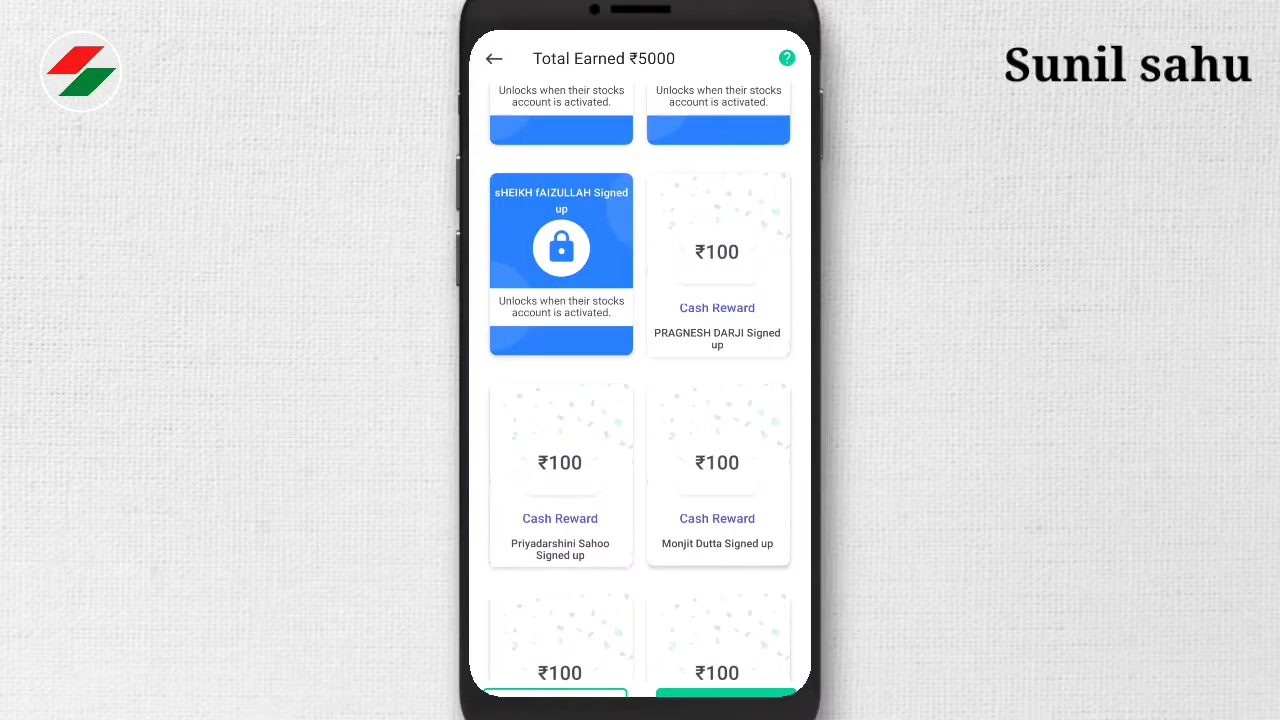 Sunil sahu
Total Earned ₹5000
?
Unlocks when their stocks
account is activated.
Unlocks when their stocks
account is activated.
sHEIKH fAIZULLAH Signed
up
Unlocks when their stocks
account is activated.
₹100
Cash Reward
PRAGNESH DARJI Signed
up
₹100
Cash Reward
Priyadarshini Sahoo
Signed up
₹100
Cash Reward
Monjit Dutta Signed up
₹100
₹100